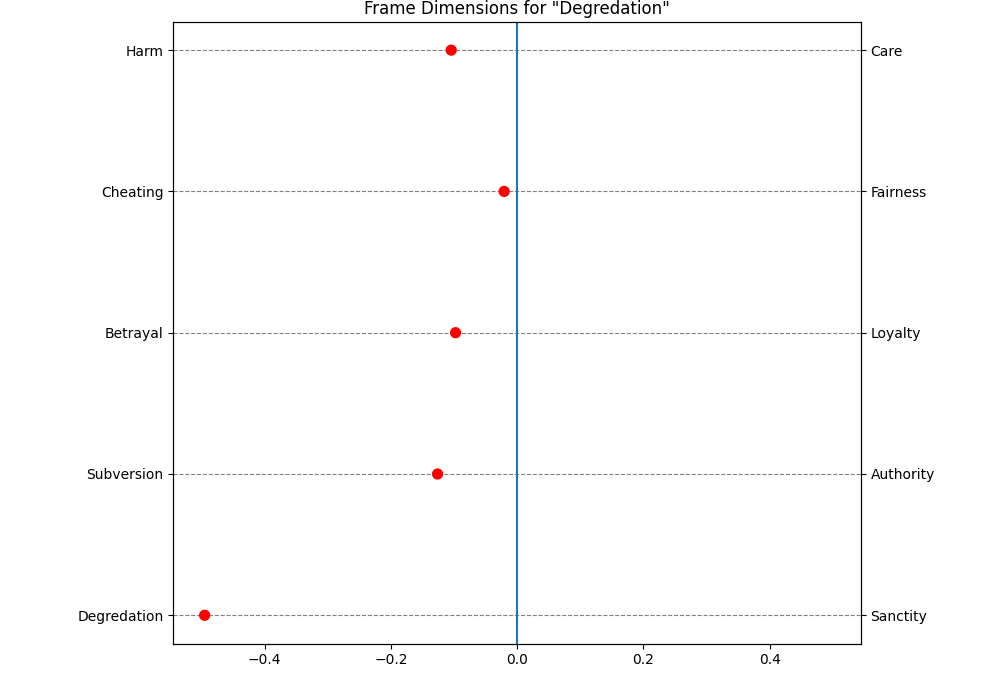 Frame Dimensions for "Degredation"
Harm
Care
Cheating
Fairness
Betrayal
Loyalty
Subversion
Authority
Degredation
Sanctity
−0.4
−0.2
0.0
0.2
0.4